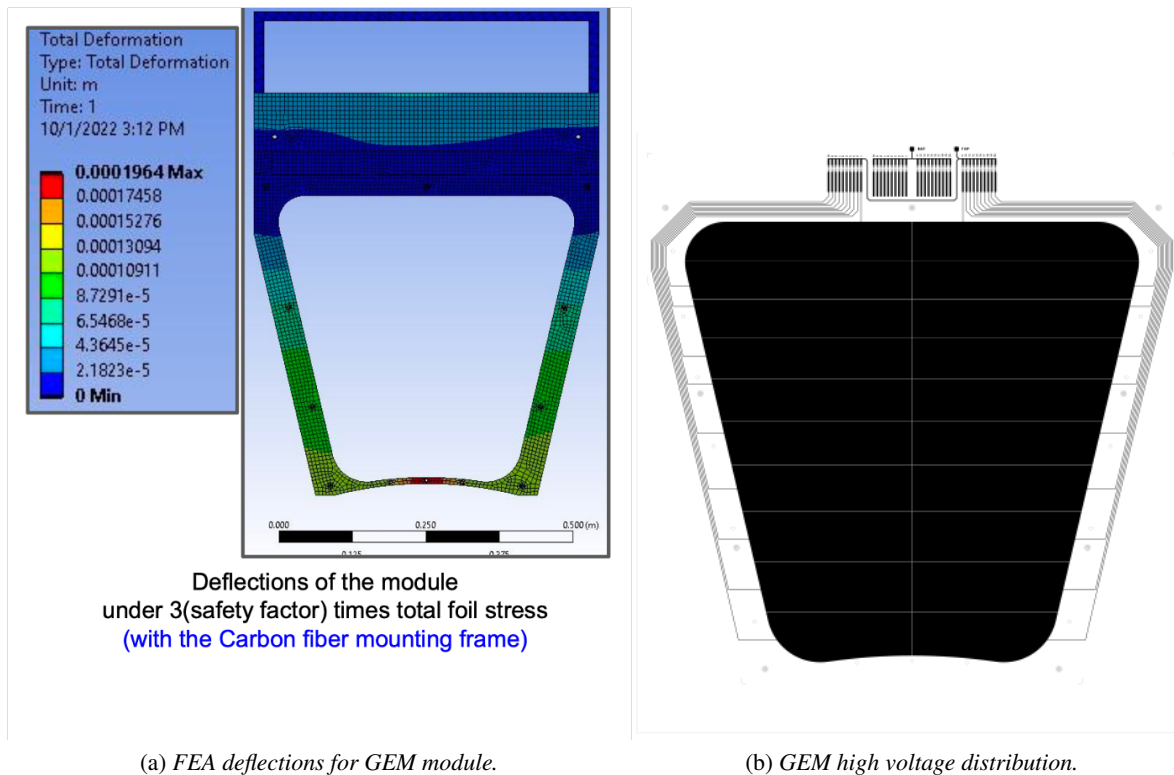 Total Deformation
Type: Total Deformation
Unit: m
Time: 1
10/1/2022 3:12 PM
0.0001964 Max
0.00017458
0.00015276
0.00013094
0.00010911
8.7291e-5
6.5468e-5
4.3645e-5
2.1823e-5
0 Min
0.000
0.250
0.500 (m)
0.125
0.375
Deflections of the module
under 3(safety factor) times total foil stress
(with the Carbon fiber mounting frame)
(a) FEA deflections for GEM module.
TOP
(b) GEM high voltage distribution.